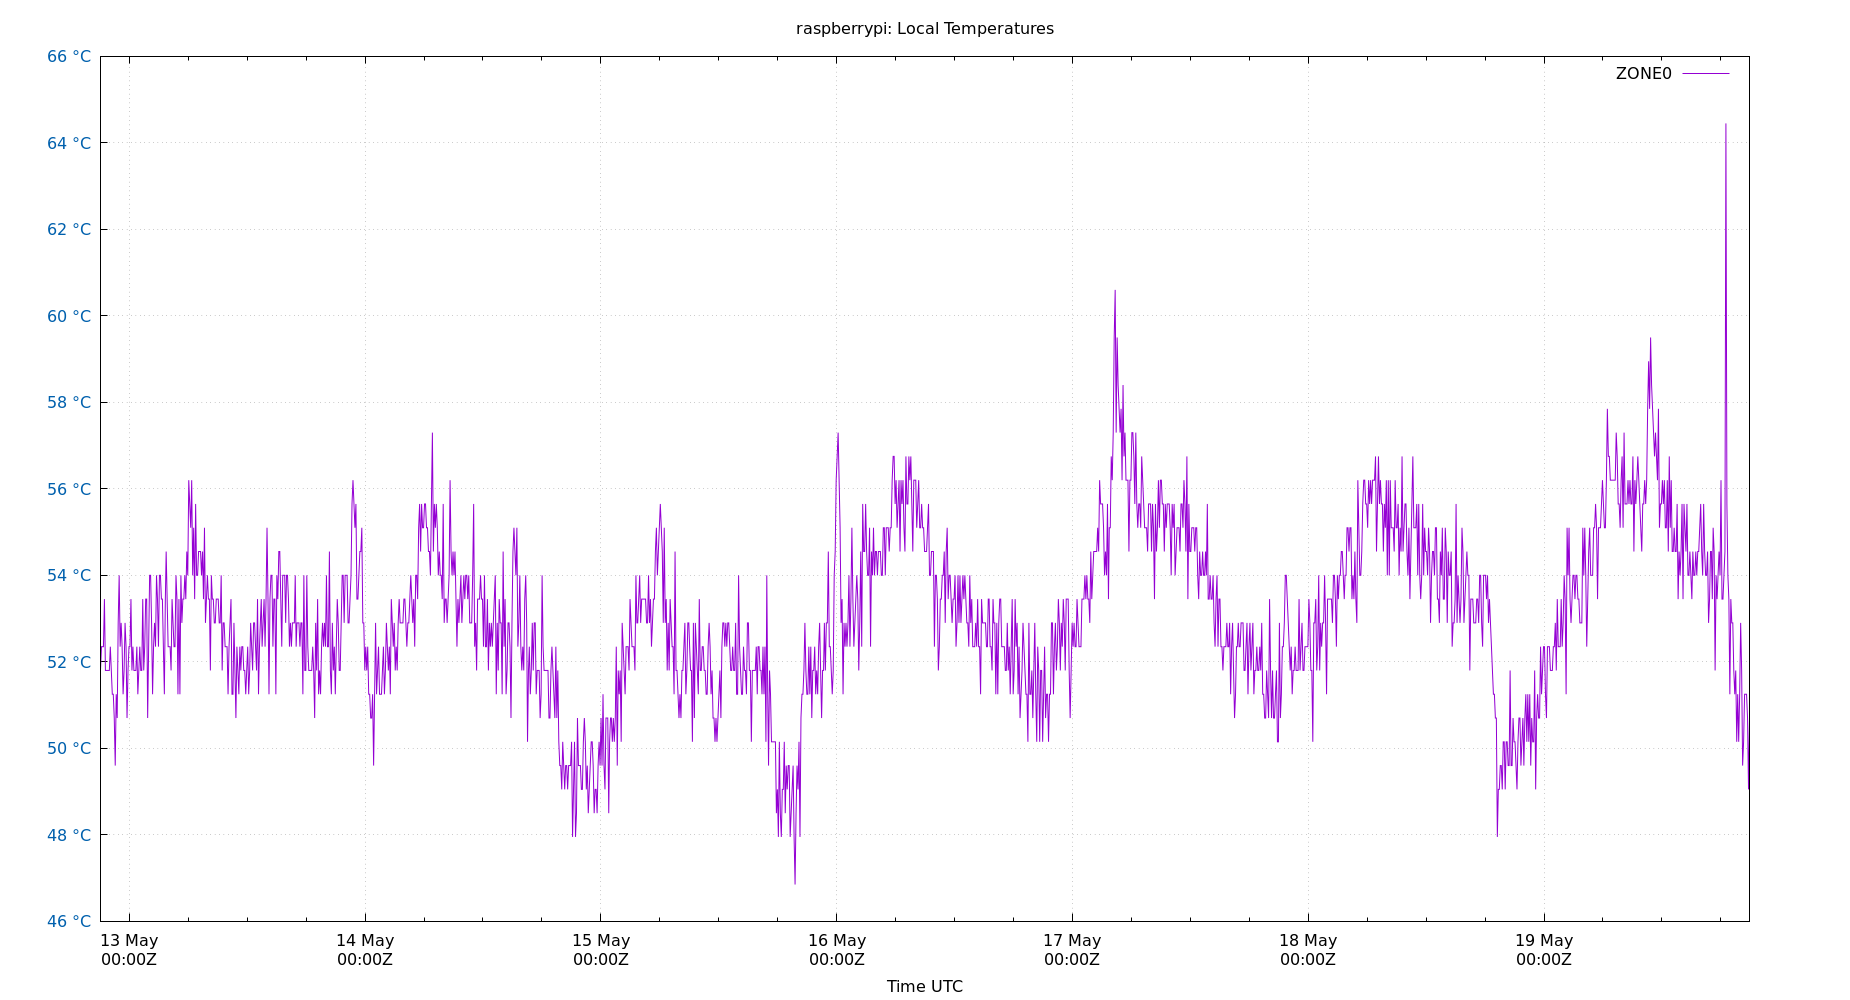 raspberrypi: Local Temperatures
66 °C
ZONE0
64 °C
62 °C
60 °C
58 °C
56 °C
54 °C
52 °C
50 °C
48 °C
46 °C
13 May 14 May 15 May 16 May 17 May 18 May 19 May
00:00Z 00:00Z 00:00Z 00:00Z 00:00Z 00:00Z 00:00Z
Time UTC